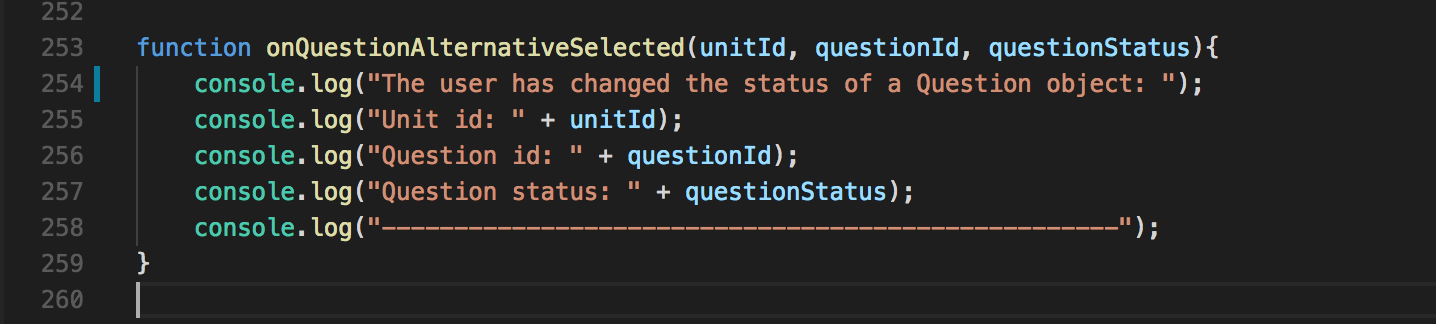 252
253 function onQuestionAlternativeSelected(unitId, questionId, questionStatus){
254 console.log("The user has changed the status of a Question object: ");
255 console.log("Unit id: " + unitId);
256 console.log("Question id: " + questionId);
257 console.log("Question status: " + questionStatus);
258 console.log("---------------------------------------------------");
259 }
260